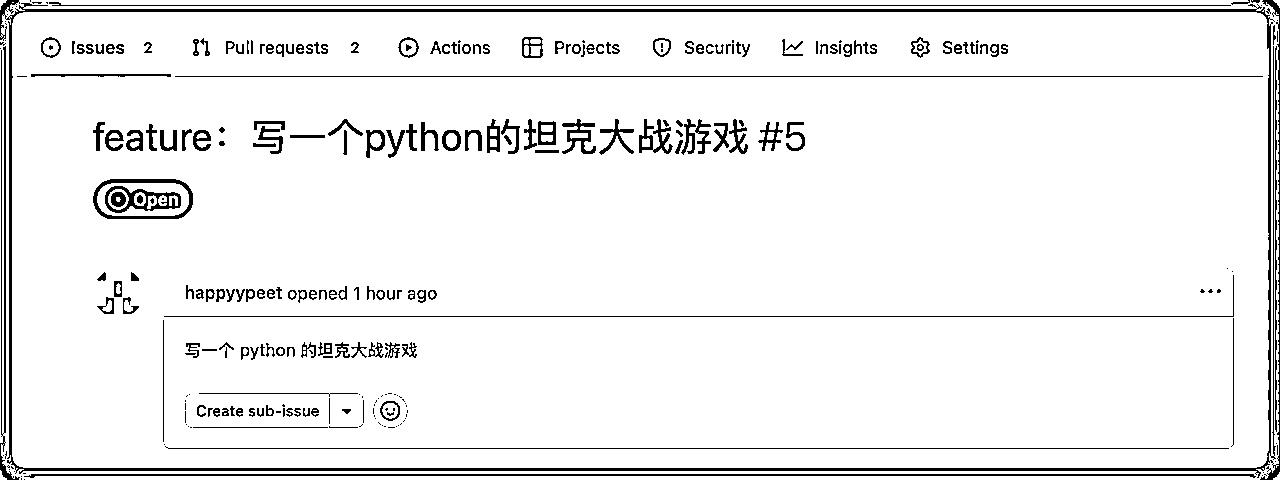 Issues 2 Pull requests 2 Actions Projects Security Insights Settings
feature：写一个python的坦克大战游戏 #5
Open
happyypeet opened 1 hour ago
写一个 python 的坦克大战游戏
Create sub-issue